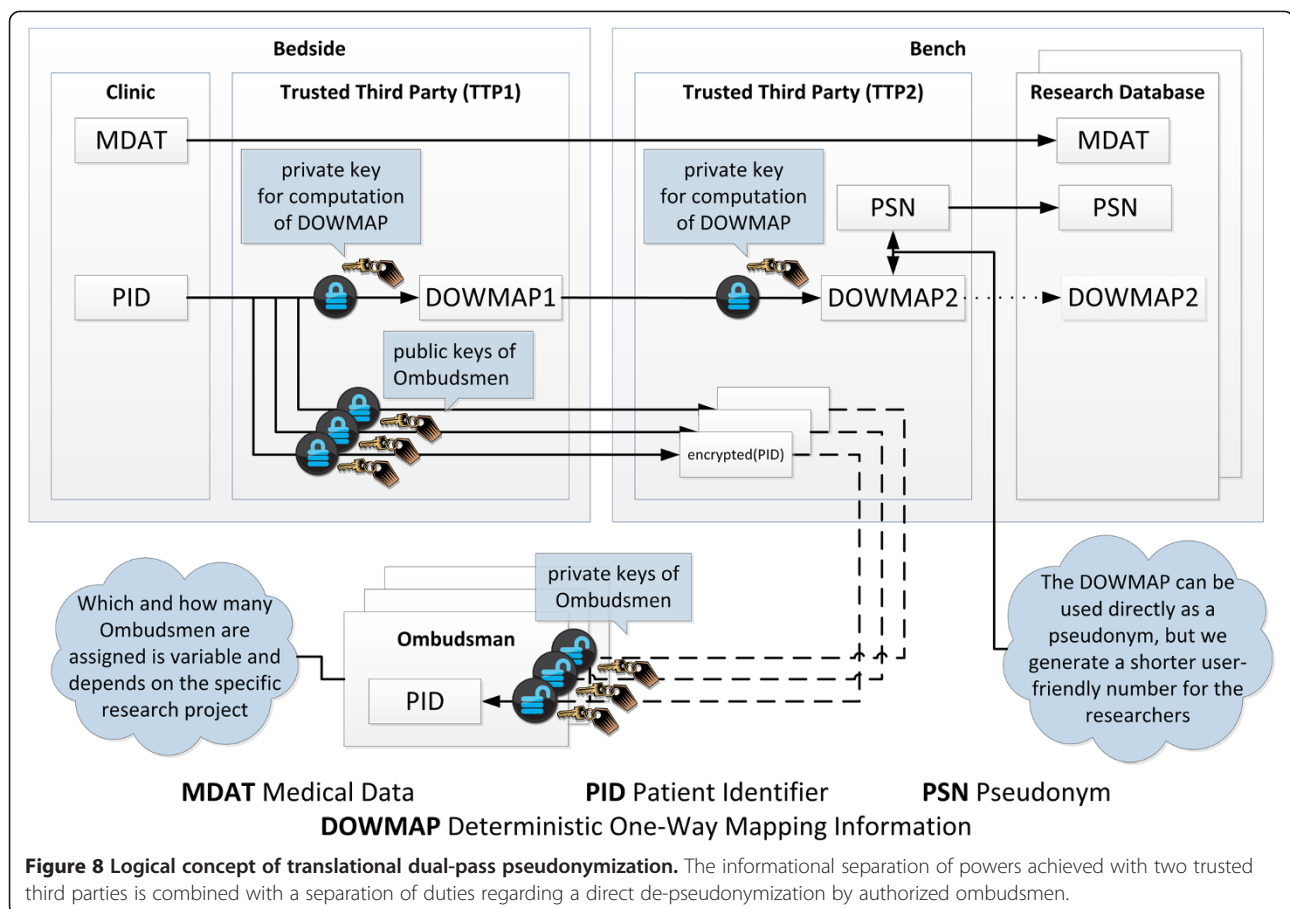 Bedside
Bench
Clinic
Trusted Third Party (TTP1)
Trusted Third Party (TTP2)
Research Database
MDAT
MDAT
private key
for computation
of DOWMAP
private key
for computation
of DOWMAP
PSN
PSN
PID
DOWMAP1
DOWMAP2
DOWMAP2
public keys of
Ombudsmen
encrypted(PID)
Which and how many
Ombudsmen are
assigned is variable and
depends on the specific
research project
Ombudsman
PID
private keys of
Ombudsmen
The DOWMAP can be
used directly as a
pseudonym, but we
generate a shorter user-
friendly number for the
researchers
MDAT Medical Data
PID Patient Identifier
PSN Pseudonym
DOWMAP Deterministic One-Way Mapping Information
Figure 8 Logical concept of translational dual-pass pseudonymization. The informational separation of powers achieved with two trusted
third parties is combined with a separation of duties regarding a direct de-pseudonymization by authorized ombudsmen.